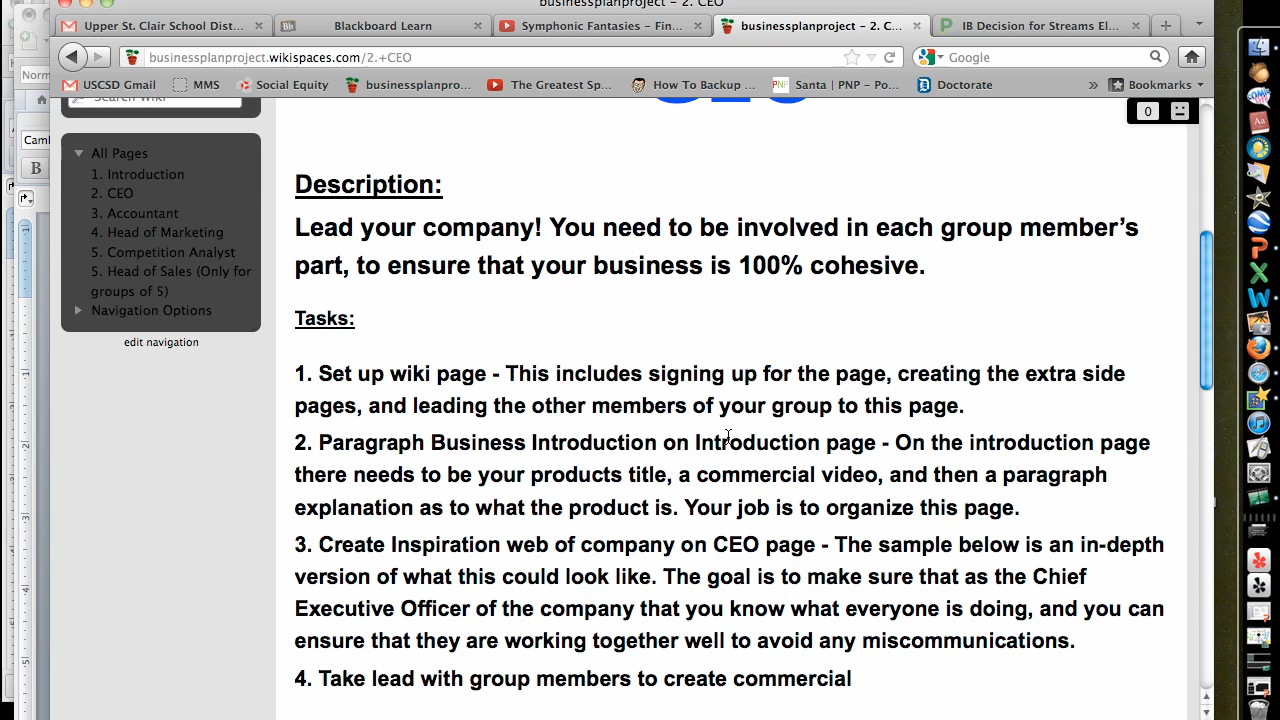 businessplanproject – 2. CEO
Upper St. Clair School Dist...
Blackboard Learn
Symphonic Fantasies – Fin...
businessplanproject – 2. C...
IB Decision for Streams El...
businessplanproject.wikispaces.com/2.+CEO
Google
USCSD Gmail
MMS
Social Equity
businessplanpro...
The Greatest Sp...
How To Backup ...
Santa | PNP – Po...
Doctorate
»
Bookmarks
Norm
Caml
B
Search Wiki
0
All Pages
1. Introduction
2. CEO
3. Accountant
4. Head of Marketing
5. Competition Analyst
5. Head of Sales (Only for
groups of 5)
Navigation Options
edit navigation
Description:
Lead your company! You need to be involved in each group member’s
part, to ensure that your business is 100% cohesive.
Tasks:
1. Set up wiki page - This includes signing up for the page, creating the extra side
pages, and leading the other members of your group to this page.
2. Paragraph Business Introduction on Introduction page - On the introduction page
there needs to be your products title, a commercial video, and then a paragraph
explanation as to what the product is. Your job is to organize this page.
3. Create Inspiration web of company on CEO page - The sample below is an in-depth
version of what this could look like. The goal is to make sure that as the Chief
Executive Officer of the company that you know what everyone is doing, and you can
ensure that they are working together well to avoid any miscommunications.
4. Take lead with group members to create commercial